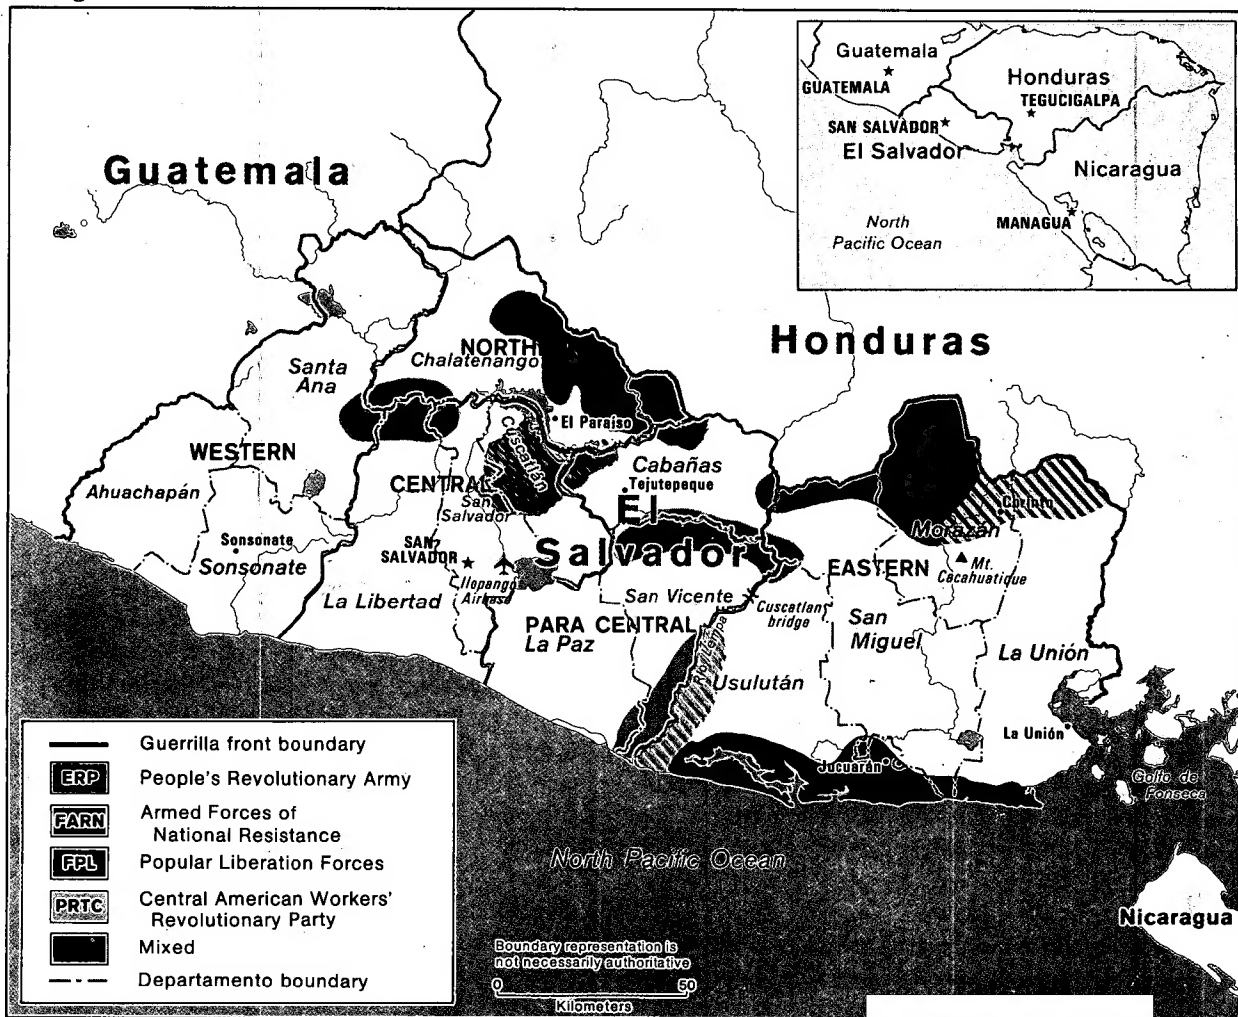 Guatemala
Honduras
NORTH
Chalatenango
Santa
Ana
El Paraíso
Cuscatlán
WESTERN
Cabañas
Tejutepeque
Ahuachapán
CENTRAL
San
Salvador
El
Salvador
Corinto
Morazán
Sonsonate
Sonsonate
SAN
SALVADOR
Ilopango
Airbase
Mt.
Cacahuatique
EASTERN
La Libertad
San Vicente
Cuscatlan
bridge
PARA CENTRAL
La Paz
San
Miguel
Río Lempa
La Unión
Usulután
La Unión
Jucuarán
Golfo de
Fonseca
North Pacific Ocean
Nicaragua
Guatemala
GUATEMALA
Honduras
TEGUCIGALPA
SAN SALVADOR
El Salvador
Nicaragua
North
Pacific Ocean
MANAGUA
Guerrilla front boundary
ERP People's Revolutionary Army
FARN Armed Forces of
National Resistance
FPL Popular Liberation Forces
PRTC Central American Workers'
Revolutionary Party
Mixed
Departamento boundary
Boundary representation is
not necessarily authoritative
0 50
Kilometers